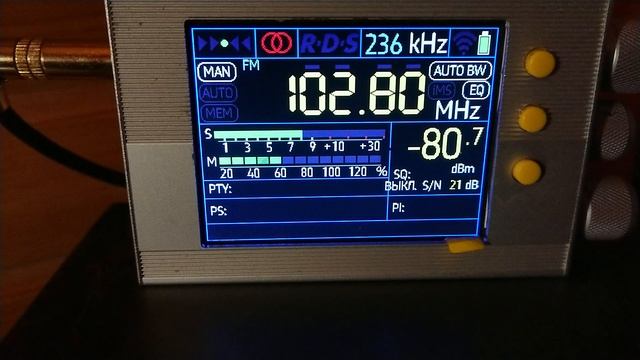 R·D·S 236 kHz
MAN FM 102.80 MHz AUTO BW
AUTO iMS EQ
MEM
S 1 3 5 7 9 +10 +30
-80.7 dBm
M 20 40 60 80 100 120 %
SQ:
ВЫКЛ. S/N 21 dB
PTY:
PS: PI: